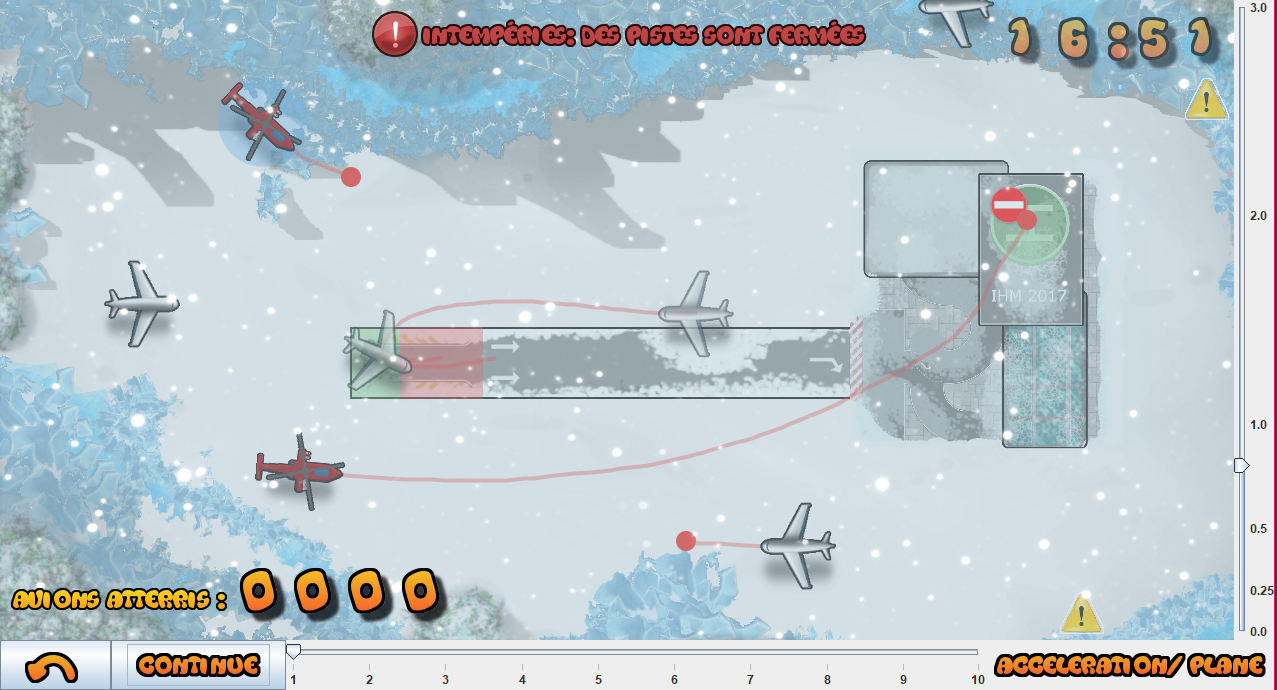 INTEMPÉRIES: DES PISTES SONT FERMÉES
16:51
3.0
2.0
IHM 2017
1.0
0.5
AVIONS ATTERRIS : 0000
0.25
0.0
CONTINUE
1 2 3 4 5 6 7 8 9 10
ACCELERATION/ PLANE